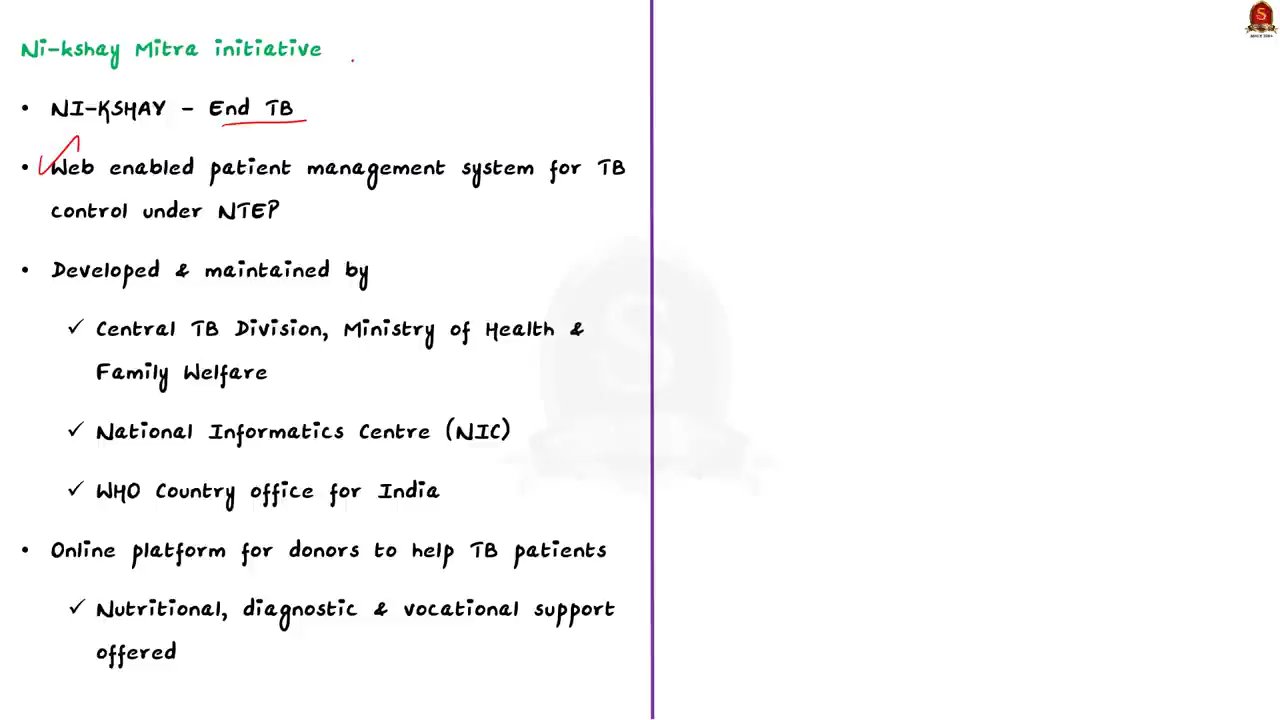 Ni-kshay Mitra initiative
• NI-KSHAY - End TB
• Web enabled patient management system for TB
control under NTEP
• Developed & maintained by
✓ Central TB Division, Ministry of Health &
Family Welfare
✓ National Informatics Centre (NIC)
✓ WHO Country office for India
• Online platform for donors to help TB patients
✓ Nutritional, diagnostic & vocational support
offered
S